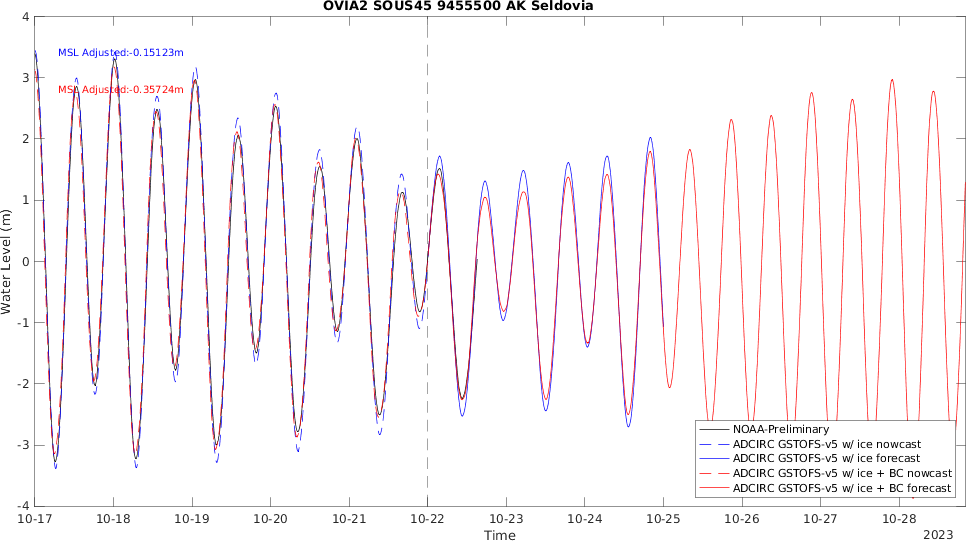 OVIA2 SOUS45 9455500 AK Seldovia
MSL Adjusted:-0.15123m
MSL Adjusted:-0.35724m
Water Level (m)
4
3
2
1
0
-1
-2
-3
-4
NOAA-Preliminary
ADCIRC GSTOFS-v5 w/ ice nowcast
ADCIRC GSTOFS-v5 w/ ice forecast
ADCIRC GSTOFS-v5 w/ ice + BC nowcast
ADCIRC GSTOFS-v5 w/ ice + BC forecast
10-17 10-18 10-19 10-20 10-21 10-22 10-23 10-24 10-25 10-26 10-27 10-28
Time
2023